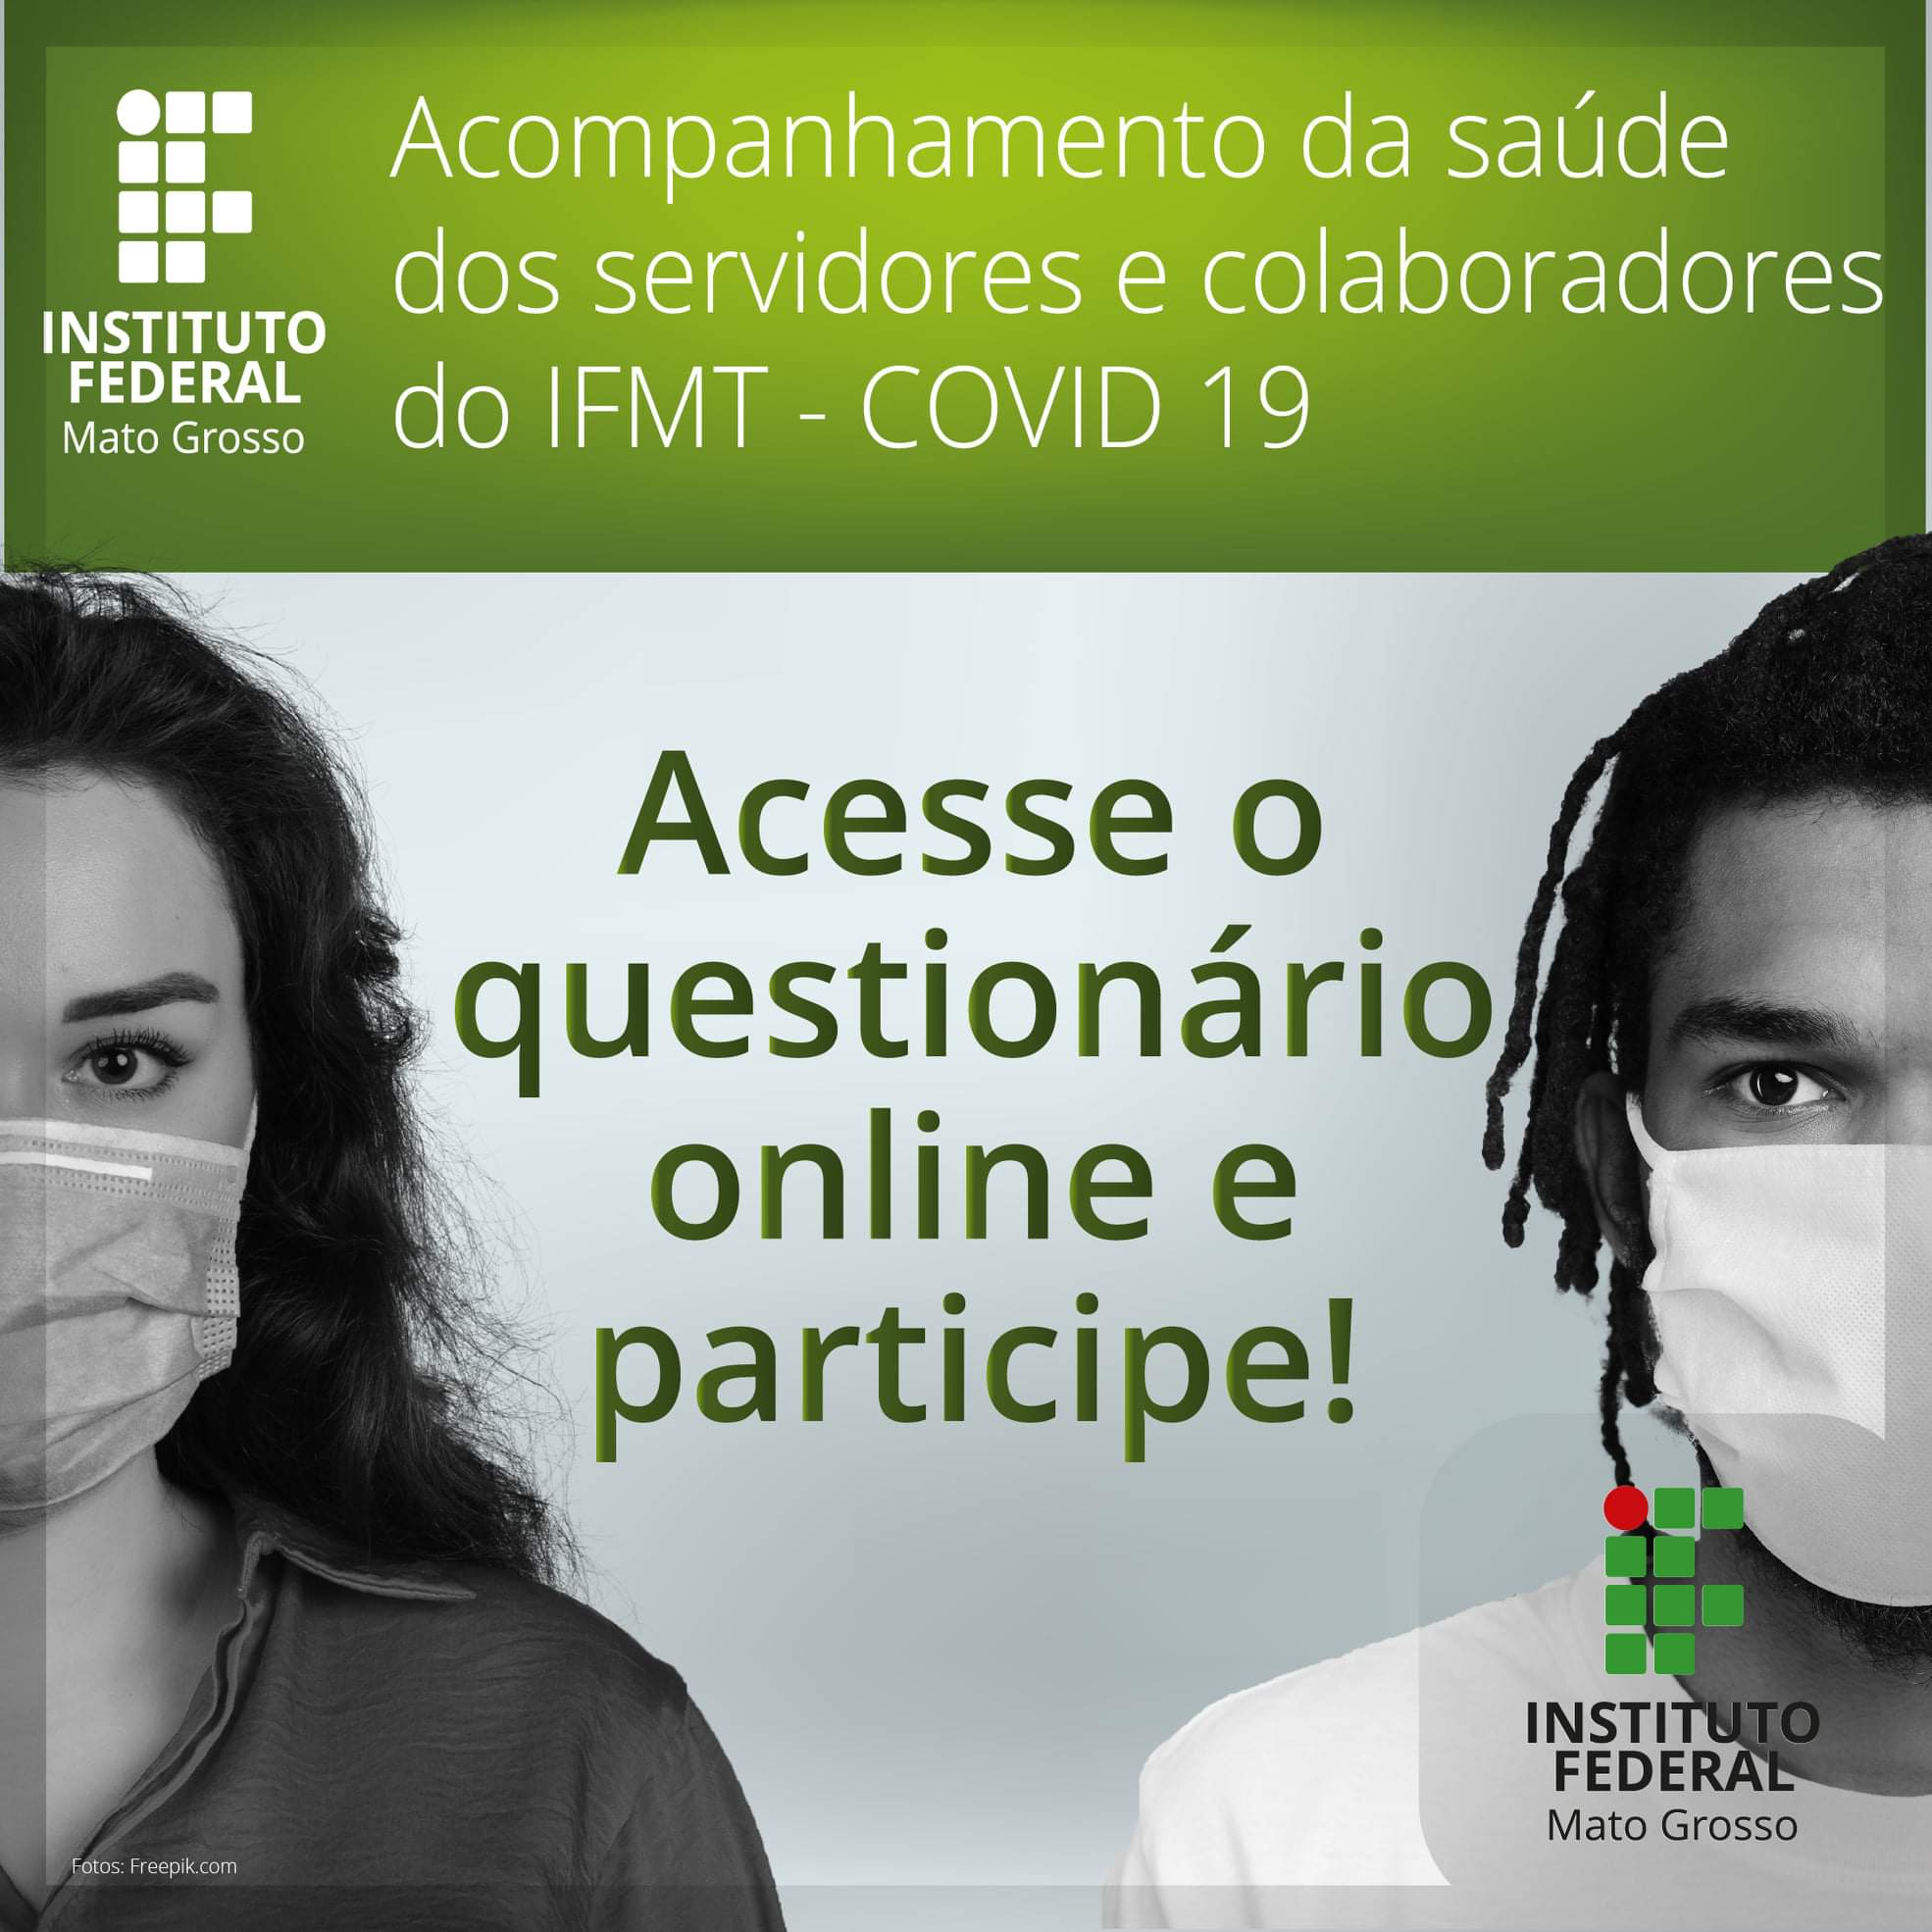 INSTITUTO
FEDERAL
Mato Grosso
Acompanhamento da saúde
dos servidores e colaboradores
do IFMT - COVID 19
Acesse o
questionário
online e
participe!
INSTITUTO
FEDERAL
Mato Grosso
Fotos: Freepik.com